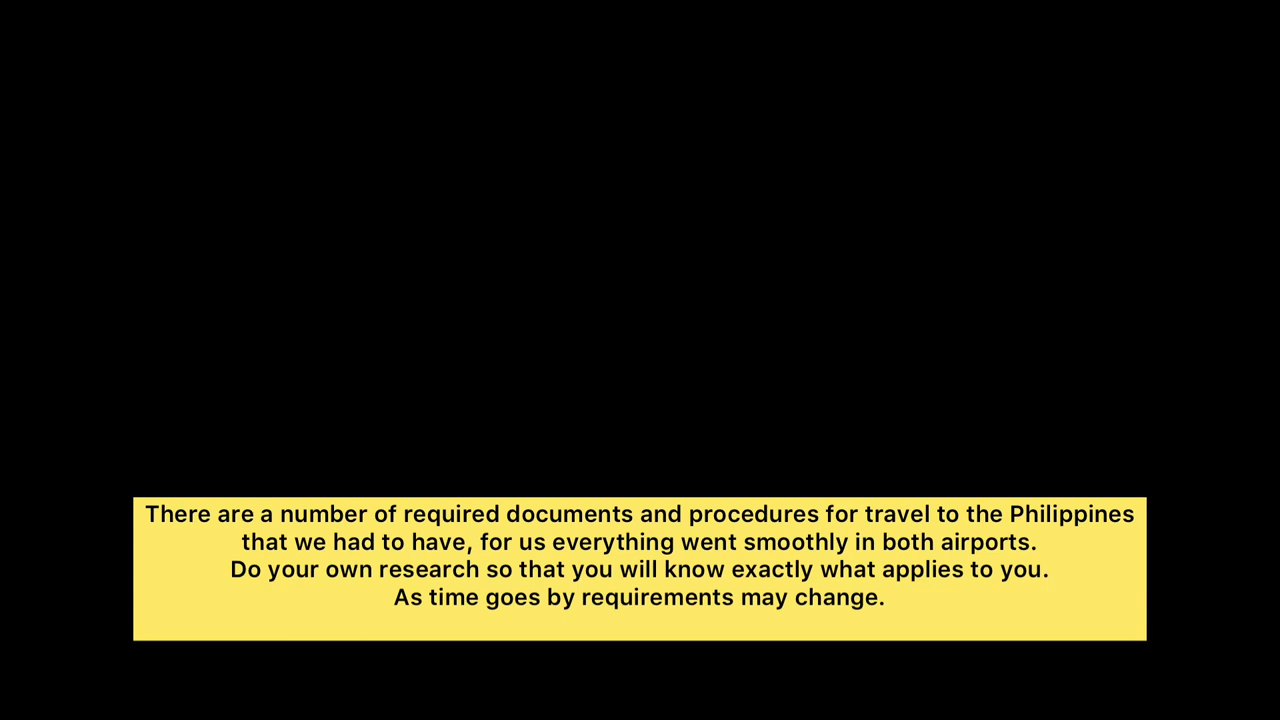 There are a number of required documents and procedures for travel to the Philippines
that we had to have, for us everything went smoothly in both airports.
Do your own research so that you will know exactly what applies to you.
As time goes by requirements may change.